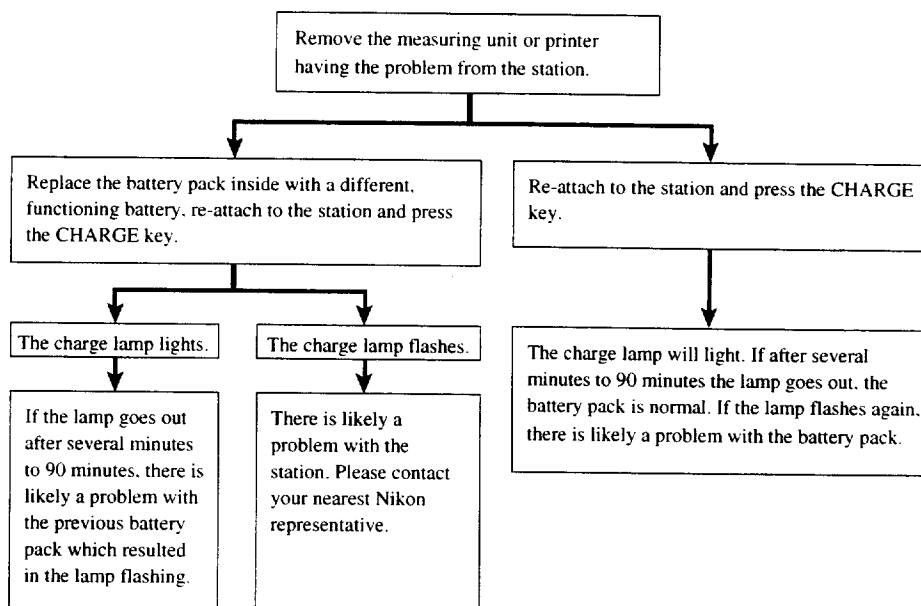 Remove the measuring unit or printer
having the problem from the station.
Replace the battery pack inside with a different,
functioning battery, re-attach to the station and press
the CHARGE key.
Re-attach to the station and press the CHARGE
key.
The charge lamp lights.
The charge lamp flashes.
The charge lamp will light. If after several
minutes to 90 minutes the lamp goes out, the
battery pack is normal. If the lamp flashes again,
there is likely a problem with the battery pack.
If the lamp goes out
after several minutes
to 90 minutes, there is
likely a problem with
the previous battery
pack which resulted
in the lamp flashing.
There is likely a
problem with the
station. Please contact
your nearest Nikon
representative.